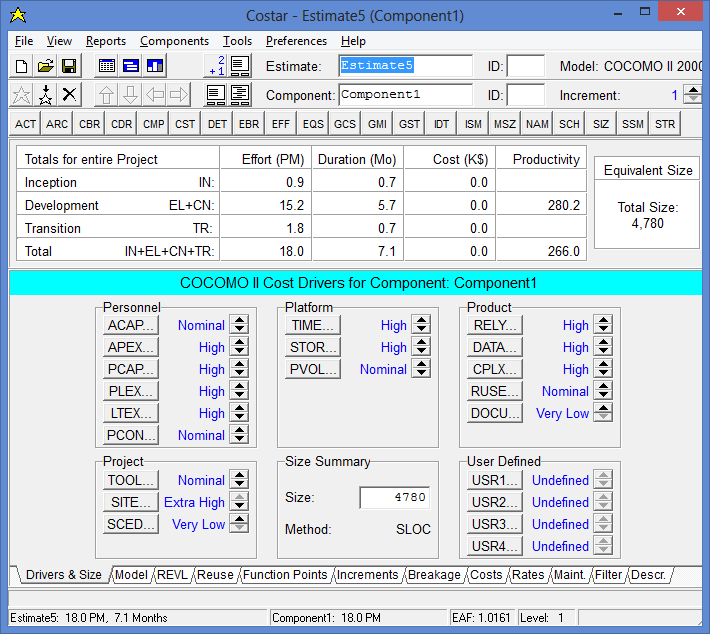 Costar - Estimate5 (Component1)
File View Reports Components Tools Preferences Help
2 +1 Estimate: Estimate5 ID: Model: COCOMO II 2000
Component: Component1 ID: Increment: 1
ACT ARC CBR CDR CMP CST DET EBR EFF EQS GCS GMI GST IDT ISM MSZ NAM SCH SIZ SSM STR
Totals for entire Project Effort (PM) Duration (Mo) Cost (K$) Productivity
Inception IN: 0.9 0.7 0.0
Development EL+CN: 15.2 5.7 0.0 280.2
Transition TR: 1.8 0.7 0.0
Total IN+EL+CN+TR: 18.0 7.1 0.0 266.0
Equivalent Size
Total Size:
4,780
COCOMO II Cost Drivers for Component: Component1
Personnel
ACAP... Nominal
APEX... High
PCAP... High
PLEX... High
LTEX... High
PCON... Nominal
Platform
TIME... High
STOR... High
PVOL... Nominal
Product
RELY... High
DATA... High
CPLX... High
RUSE... Nominal
DOCU... Very Low
Project
TOOL... Nominal
SITE... Extra High
SCED... Very Low
Size Summary
Size: 4780
Method: SLOC
User Defined
USR1... Undefined
USR2... Undefined
USR3... Undefined
USR4... Undefined
Drivers & Size Model REVL Reuse Function Points Increments Breakage Costs Rates Maint. Filter Descr.
Estimate5: 18.0 PM, 7.1 Months Component1: 18.0 PM EAF: 1.0161 Level: 1